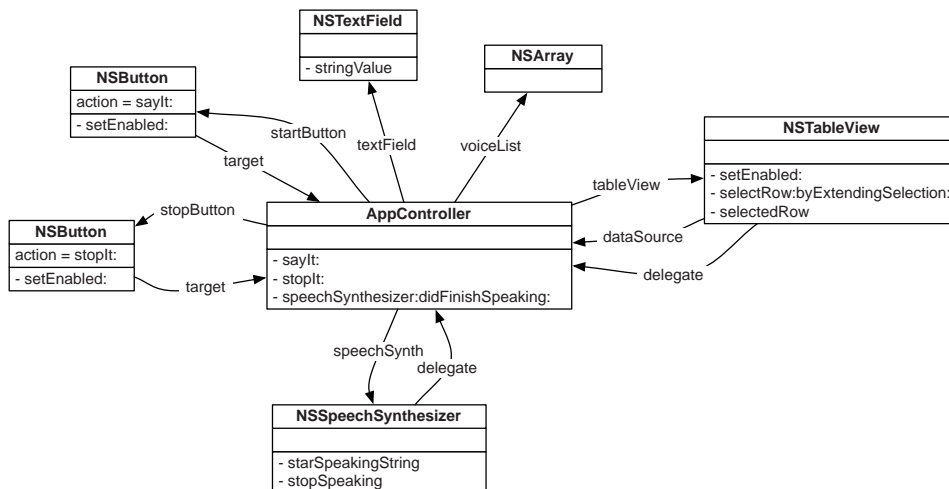 NSTextField
- stringValue
NSArray
NSButton
action = sayIt:
- setEnabled:
startButton
textField
voiceList
target
NSTableView
- setEnabled:
- selectRow:byExtendingSelection:
- selectedRow
tableView
dataSource
delegate
stopButton
NSButton
action = stopIt:
- setEnabled:
target
AppController
- sayIt:
- stopIt:
- speechSynthesizer:didFinishSpeaking:
speechSynth
delegate
NSSpeechSynthesizer
- starSpeakingString
- stopSpeaking